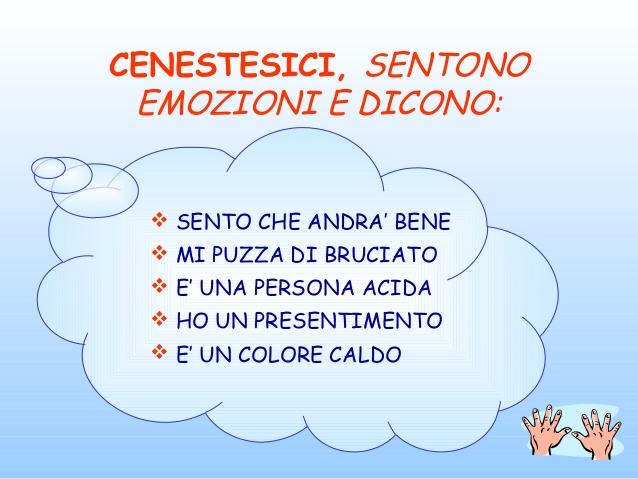 CENESTESICI, SENTONO
EMOZIONI E DICONO:
SENTO CHE ANDRA' BENE
MI PUZZA DI BRUCIATO
E' UNA PERSONA ACIDA
HO UN PRESENTIMENTO
E' UN COLORE CALDO